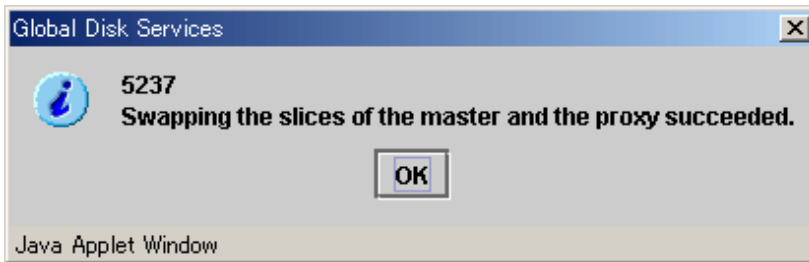 Global Disk Services
5237
Swapping the slices of the master and the proxy succeeded.
OK
Java Applet Window